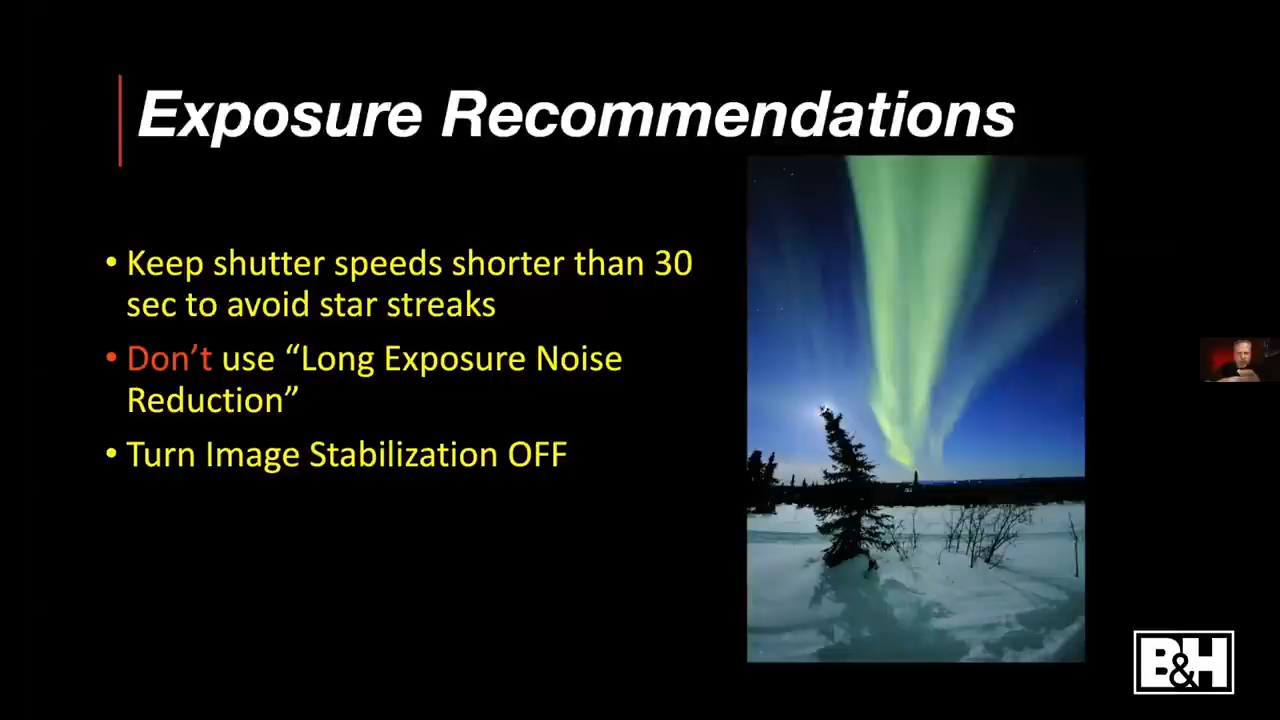 Exposure Recommendations
• Keep shutter speeds shorter than 30
sec to avoid star streaks
• Don’t use “Long Exposure Noise
Reduction”
• Turn Image Stabilization OFF
B&H